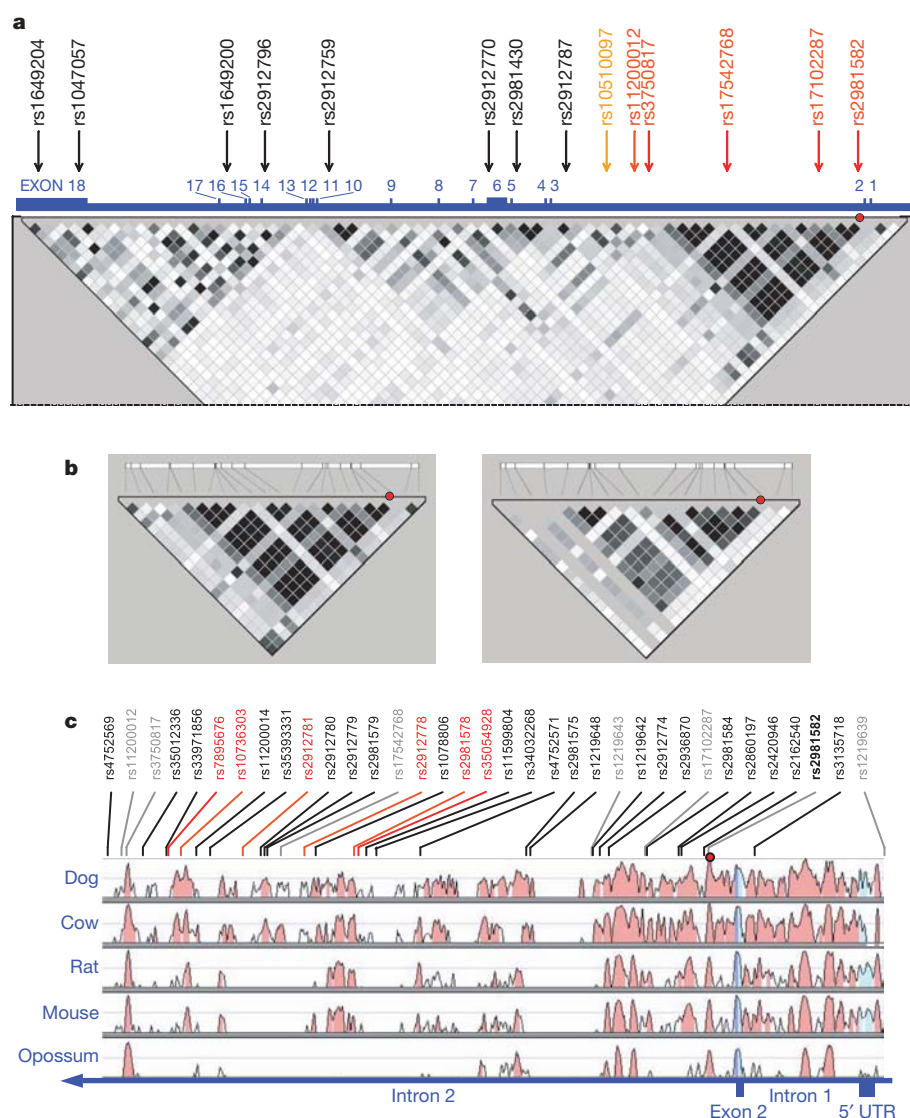 a
rs1649204
rs1047057
rs1649200
rs2912796
rs2912759
rs2912770
rs2981430
rs2912787
rs10510097
rs11200012
rs3750817
rs17542768
rs17102287
rs2981582
EXON 18 17 16 15 14 13 12 11 10 9 8 7 6 5 4 3 2 1
b
c
rs4752569
rs11200012
rs3750817
rs35012336
rs33971856
rs7895676
rs10736303
rs11200014
rs35393331
rs2912781
rs2912780
rs2912779
rs2981579
rs17542768
rs2912778
rs1078806
rs2981578
rs35054928
rs11599804
rs34032268
rs4752571
rs2981575
rs1219648
rs1219643
rs1219642
rs2912774
rs2936870
rs17102287
rs2981584
rs2860197
rs2420946
rs2162540
rs2981582
rs3135718
rs1219639
Dog
Cow
Rat
Mouse
Opossum
Intron 2
Exon 2
Intron 1
5′ UTR